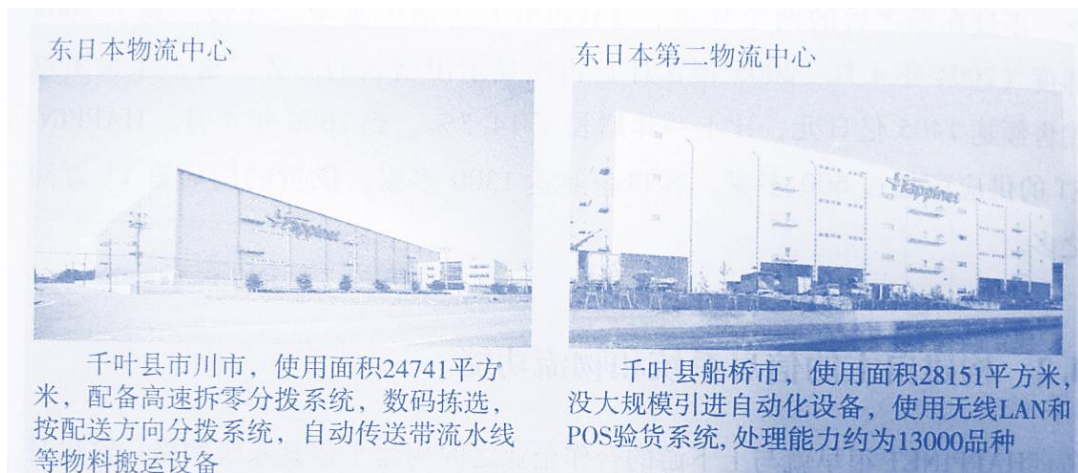 东日本物流中心
Happinet
千叶县市川市，使用面积24741平方
米，配备高速拆零分拨系统，数码拣选，
按配送方向分拨系统，自动传送带流水线
等物料搬运设备
东日本第二物流中心
Happinet
千叶县船桥市，使用面积28151平方米，
没大规模引进自动化设备，使用无线LAN和
POS验货系统，处理能力约为13000品种